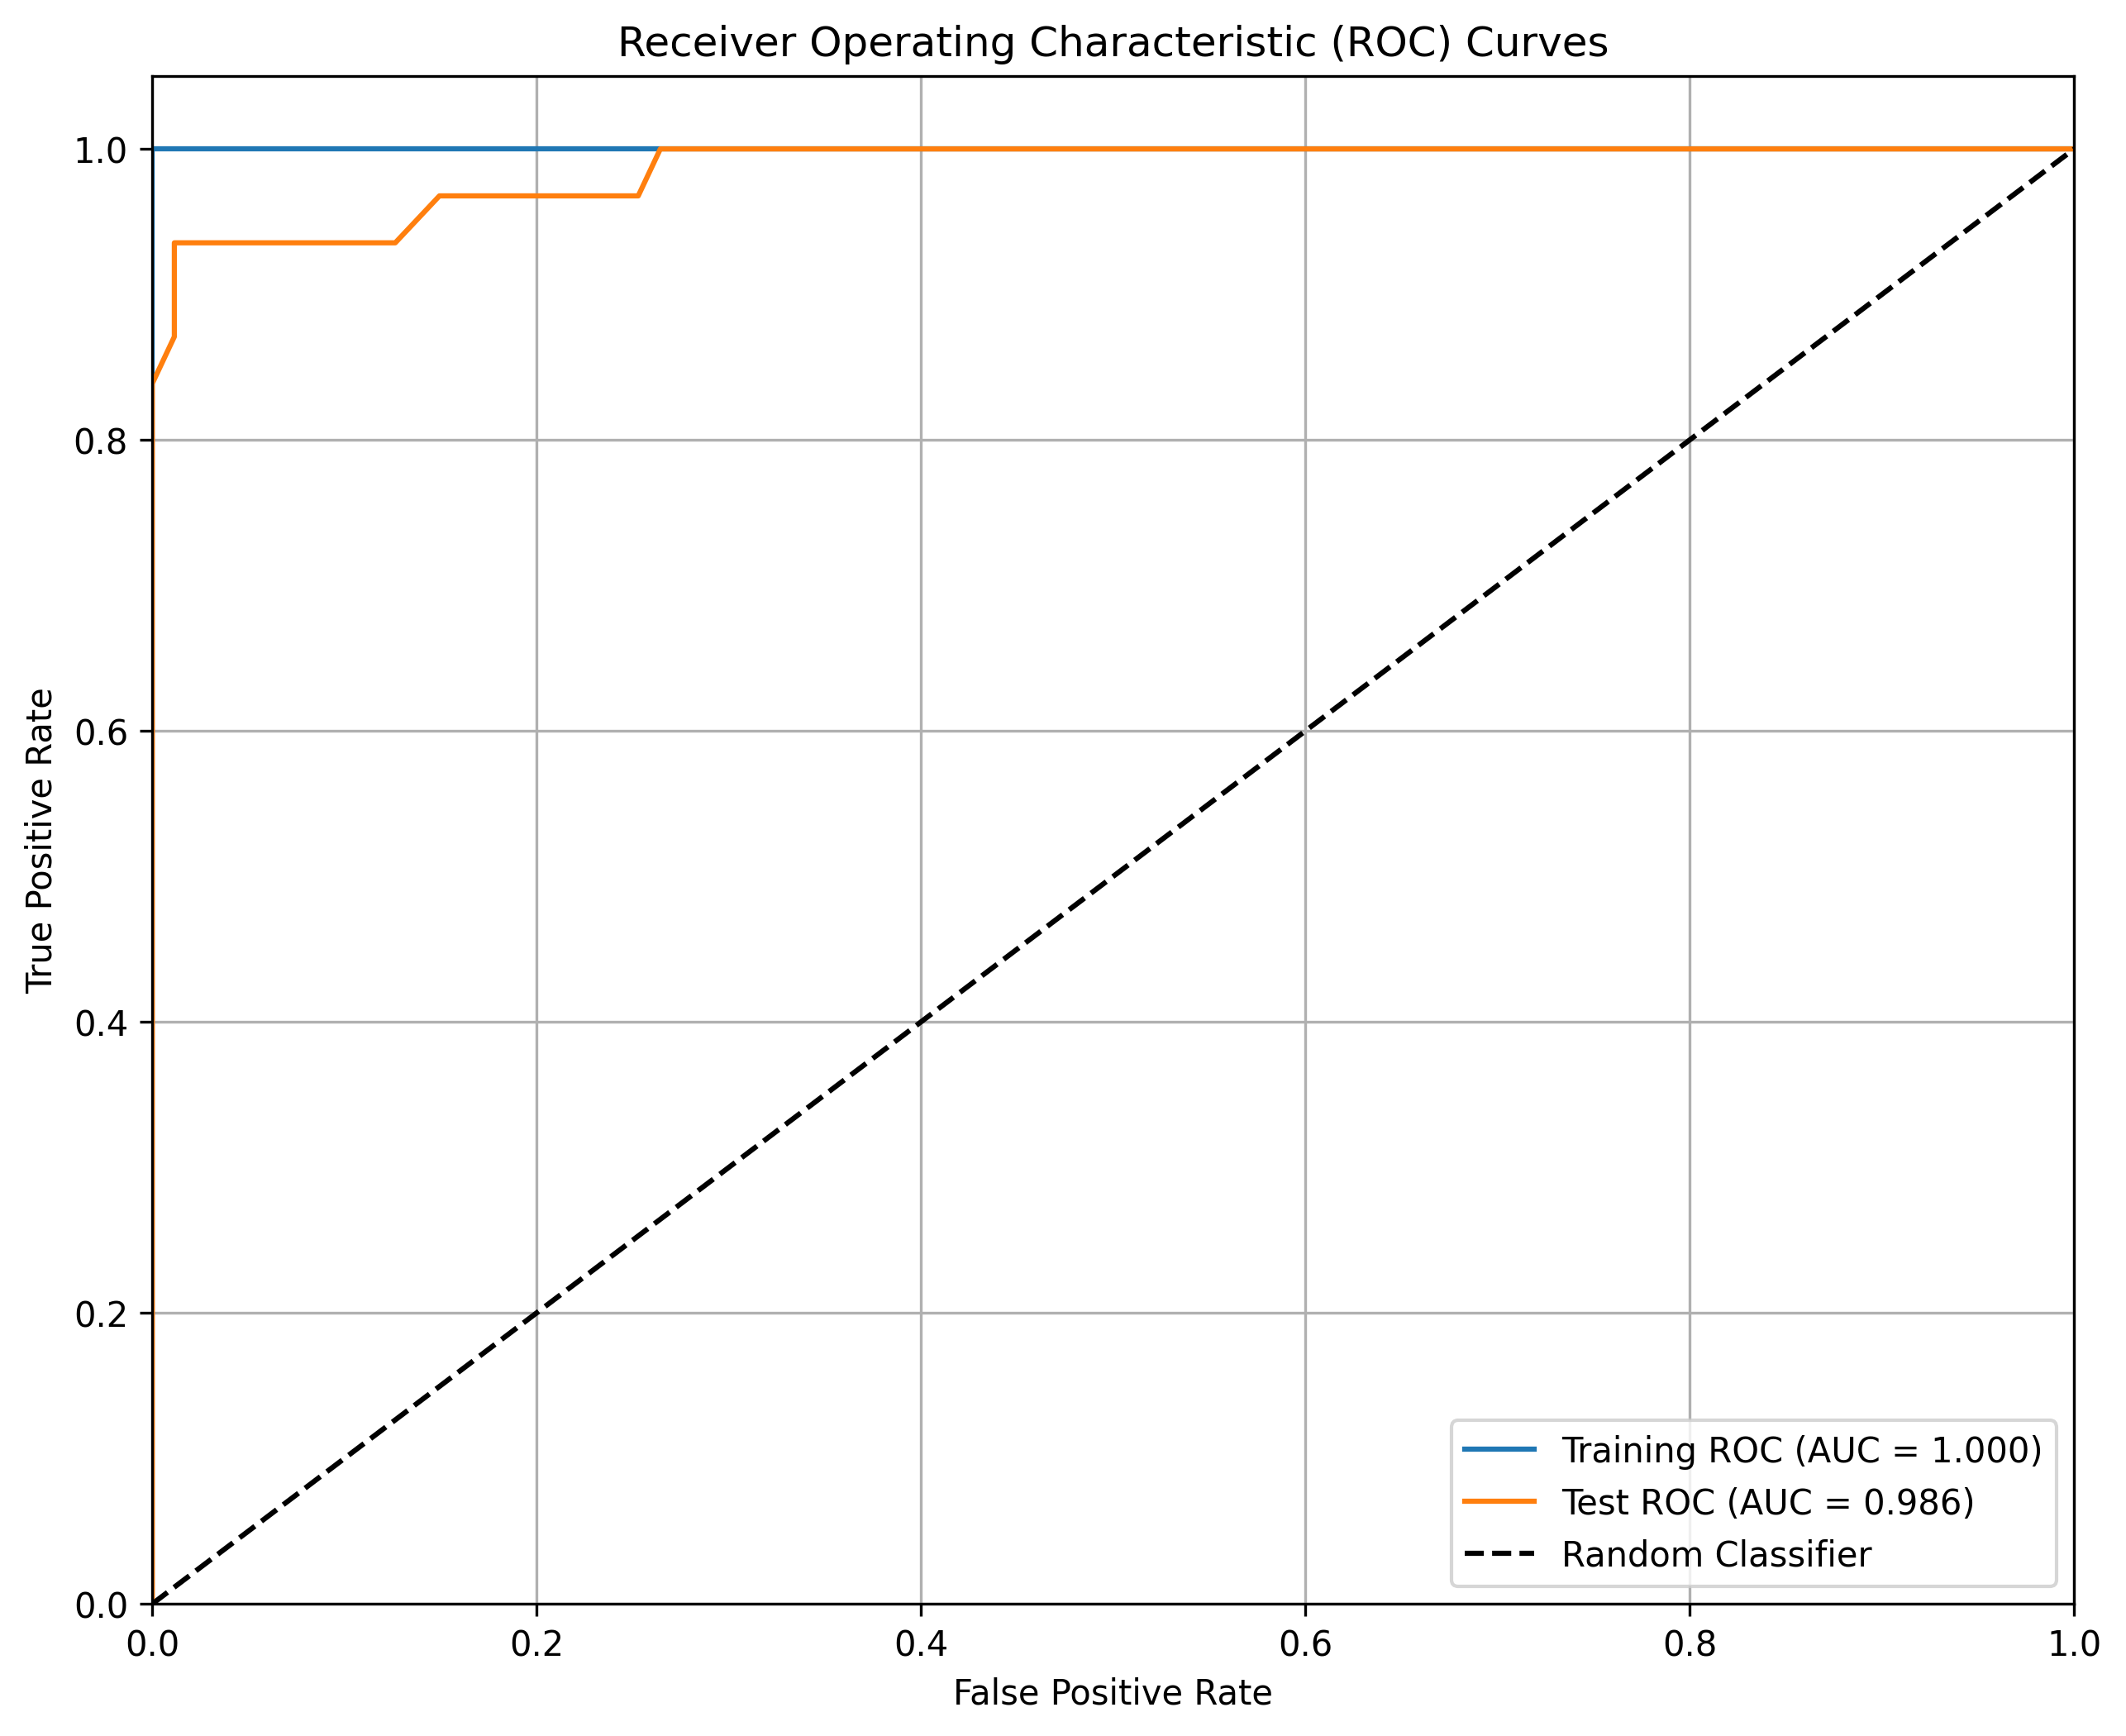 Receiver Operating Characteristic (ROC) Curves
1.0
0.8
0.6
0.4
0.2
0.0
True Positive Rate
Training ROC (AUC = 1.000)
Test ROC (AUC = 0.986)
Random Classifier
0.0 0.2 0.4 0.6 0.8 1.0
False Positive Rate